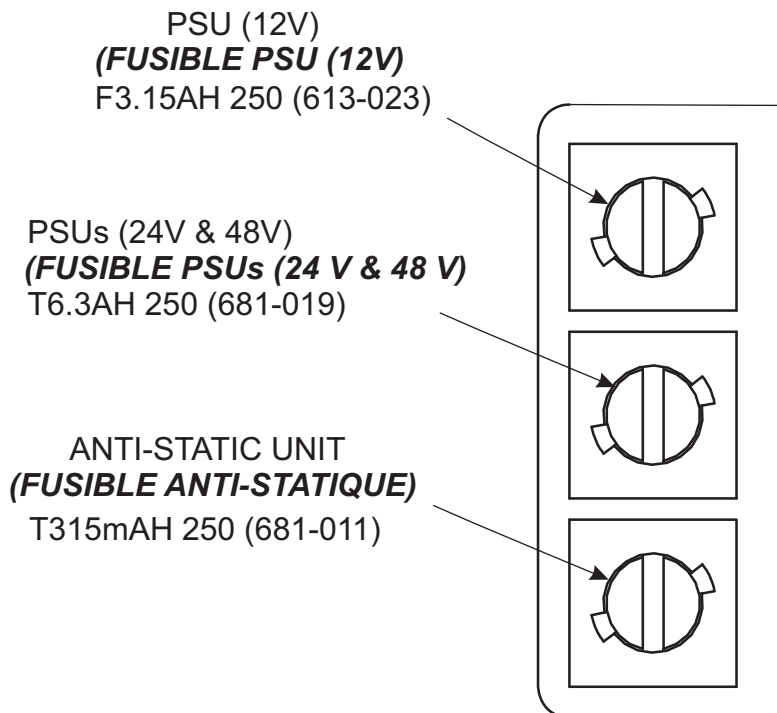 PSU (12V)
(FUSIBLE PSU (12V)
F3.15AH 250 (613-023)
PSUs (24V & 48V)
(FUSIBLE PSUs (24 V & 48 V)
T6.3AH 250 (681-019)
ANTI-STATIC UNIT
(FUSIBLE ANTI-STATIQUE)
T315mAH 250 (681-011)